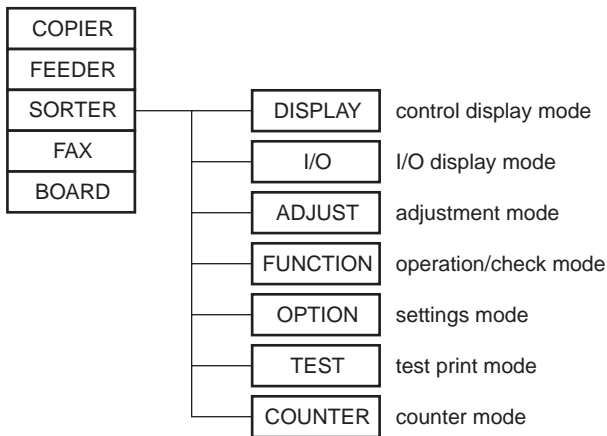 COPIER
FEEDER
SORTER
FAX
BOARD
DISPLAY control display mode
I/O I/O display mode
ADJUST adjustment mode
FUNCTION operation/check mode
OPTION settings mode
TEST test print mode
COUNTER counter mode